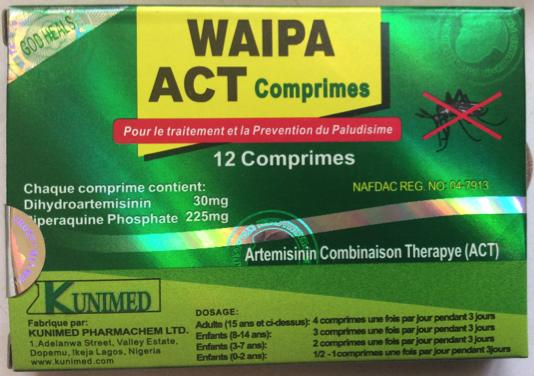 GOD HEALS
WAIPA
ACT Comprimes
Pour le traitement et la Prevention du Paludisime
12 Comprimes
NAFDAC REG. NO: 04-7913
Chaque comprime contient:
Dihydroartemisinin 30mg
Piperaquine Phosphate 225mg
Artemisinin Combinaison Therapye (ACT)
KUNIMED
Fabrique par:
KUNIMED PHARMACHEM LTD.
1, Adelanwa Street, Valley Estate,
Dopemu, Ikeja Lagos, Nigeria
www.kunimed.com
DOSAGE:
Adulte (15 ans et ci-dessus): 4 comprimes une fois par jour pendant 3 jours
Enfants (8-14 ans): 3 comprimes une fois par jour pendant 3 jours
Enfants (3-7 ans): 2 comprimes une fois par jour pendant 3 jours
Enfants (0-2 ans): 1/2 -1comprimes une fois par jour pendant 3jours